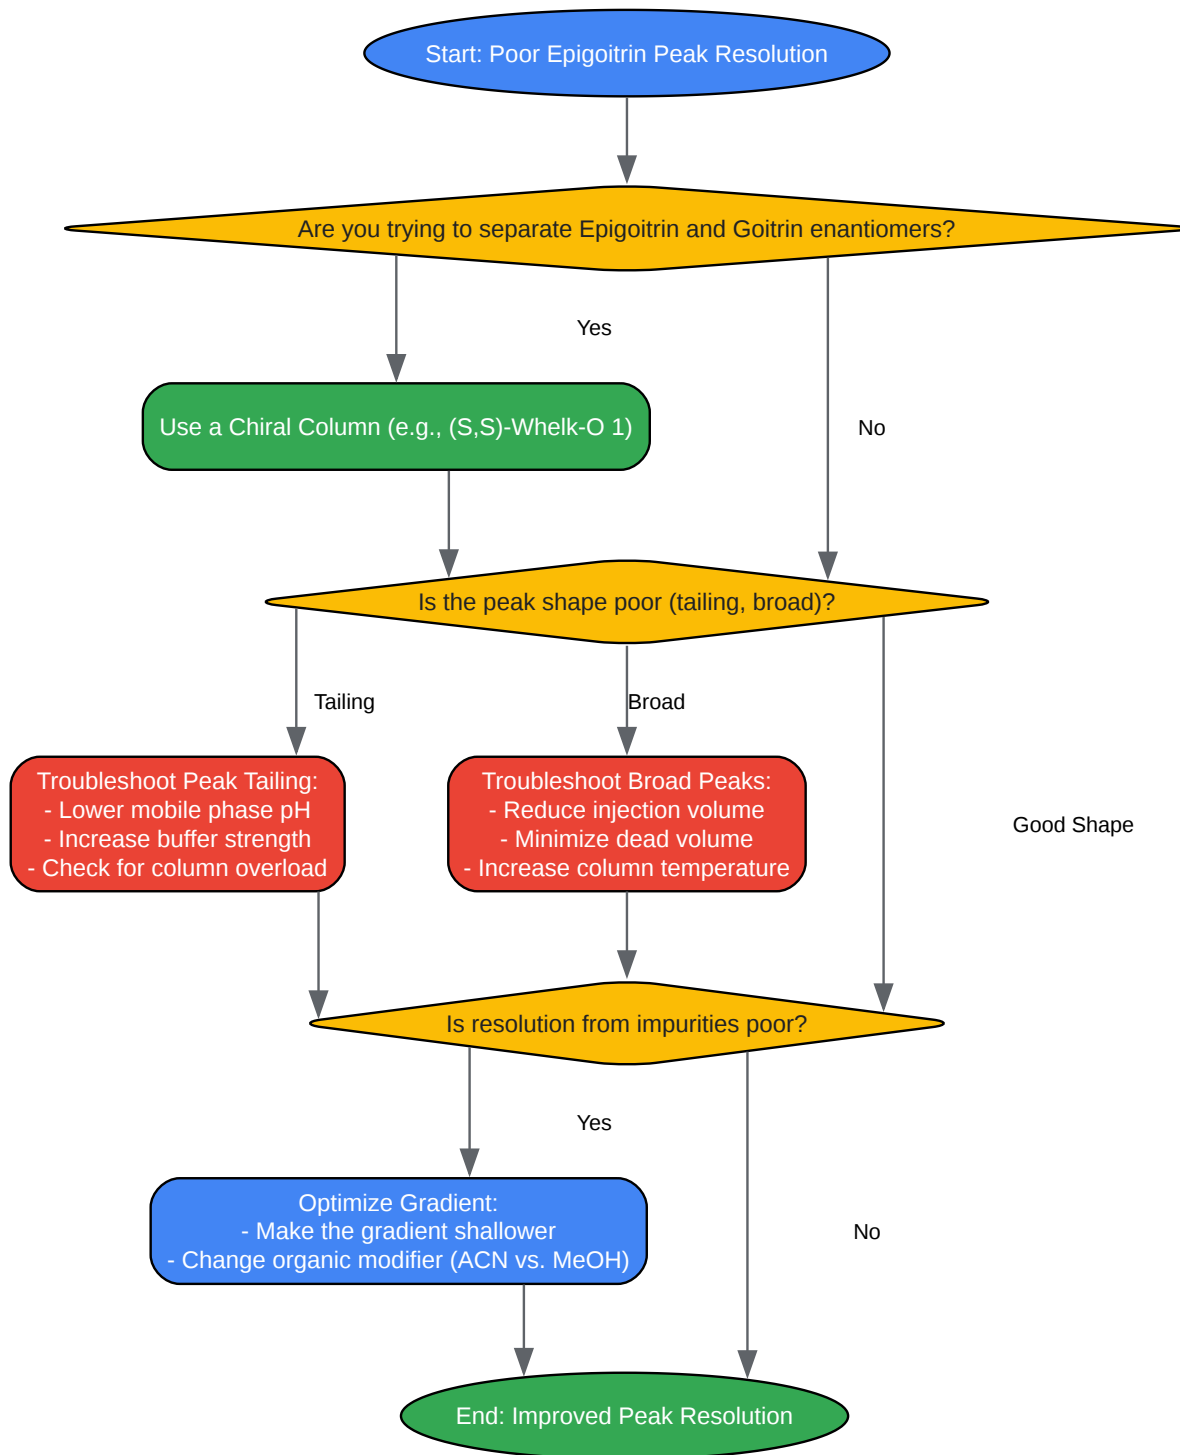 Start: Poor Epigoitrin Peak Resolution
Are you trying to separate Epigoitrin and Goitrin enantiomers?
Yes
Use a Chiral Column (e.g., (S,S)-Whelk-O 1)
No
Is the peak shape poor (tailing, broad)?
Tailing
Broad
Troubleshoot Peak Tailing:
- Lower mobile phase pH
- Increase buffer strength
- Check for column overload
Troubleshoot Broad Peaks:
- Reduce injection volume
- Minimize dead volume
- Increase column temperature
Good Shape
Is resolution from impurities poor?
Yes
Optimize Gradient:
- Make the gradient shallower
- Change organic modifier (ACN vs. MeOH)
No
End: Improved Peak Resolution